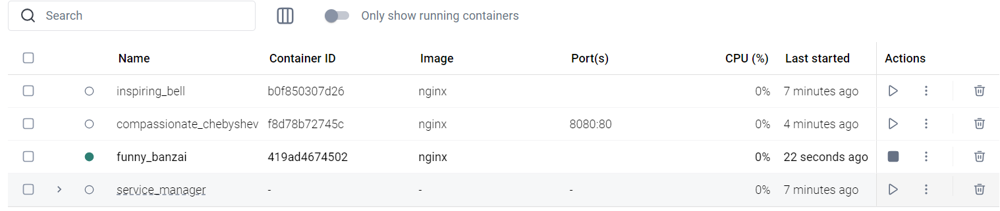 Search Only show running containers
Name Container ID Image Port(s) CPU (%) Last started Actions
inspiring_bell b0f850307d26 nginx 0% 7 minutes ago
compassionate_chebyshev f8d78b72745c nginx 8080:80 0% 4 minutes ago
funny_banzai 419ad4674502 nginx 0% 22 seconds ago
service_manager - - - 0% 7 minutes ago